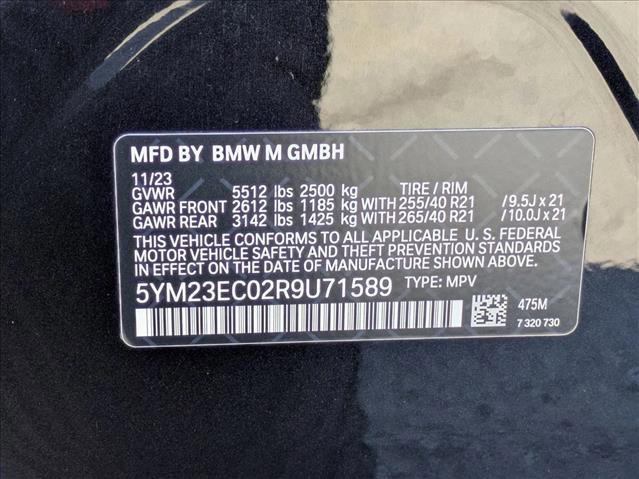 MFD BY BMW M GMBH
11/23
GVWR 5512 lbs 2500 kg TIRE / RIM
GAWR FRONT 2612 lbs 1185 kg WITH 255/40 R21 /9.5J x 21
GAWR REAR 3142 lbs 1425 kg WITH 265/40 R21 /10.0J x 21
THIS VEHICLE CONFORMS TO ALL APPLICABLE U. S. FEDERAL
MOTOR VEHICLE SAFETY AND THEFT PREVENTION STANDARDS
IN EFFECT ON THE DATE OF MANUFACTURE SHOWN ABOVE.
5YM23EC02R9U71589 TYPE: MPV
475M
7 320 730